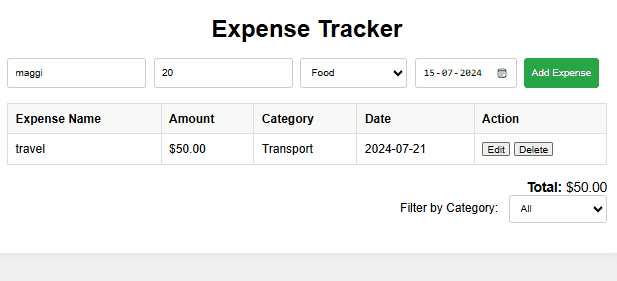 Expense Tracker
maggi 20 Food 15-07-2024 Add Expense
Expense Name Amount Category Date Action
travel $50.00 Transport 2024-07-21 Edit Delete
Total: $50.00
Filter by Category: All